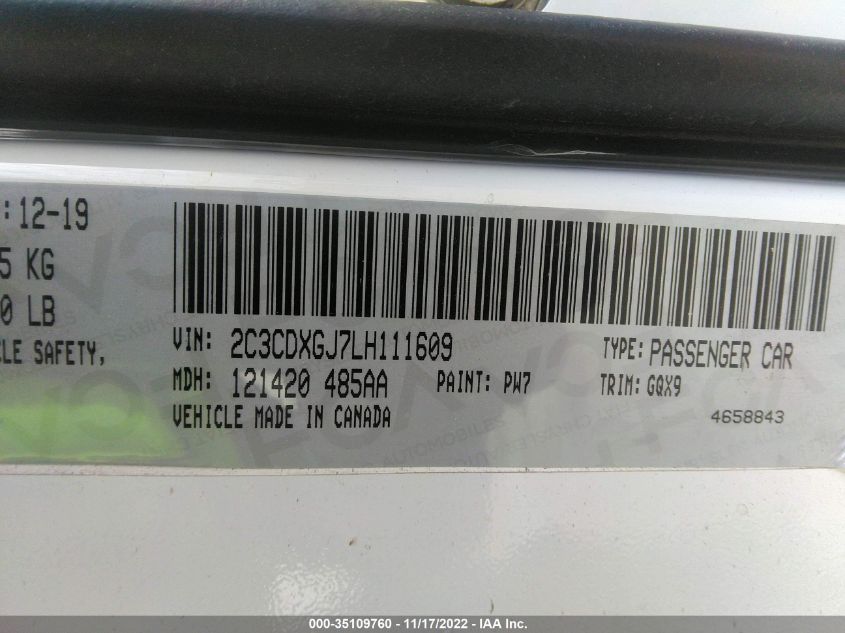 : 12-19
5 KG
0 LB
CLE SAFETY,
VIN: 2C3CDXGJ7LH111609
TYPE: PASSENGER CAR
MDH: 121420 485AA PAINT: PW7 TRIM: GQX9
VEHICLE MADE IN CANADA
4658843
000-35109760 - 11/17/2022 - IAA Inc.